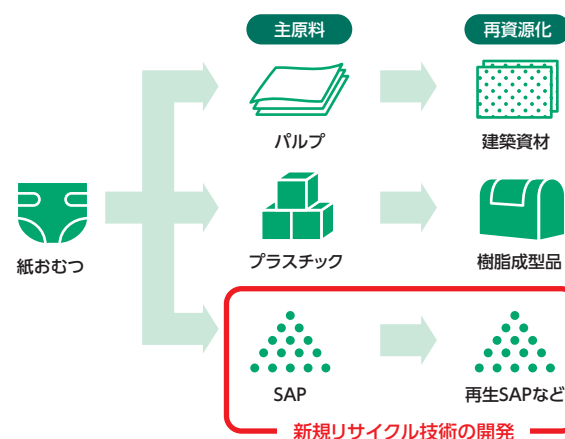 主原料
再資源化
パルプ
建築資材
紙おむつ
プラスチック
樹脂成型品
SAP
再生SAPなど
新規リサイクル技術の開発